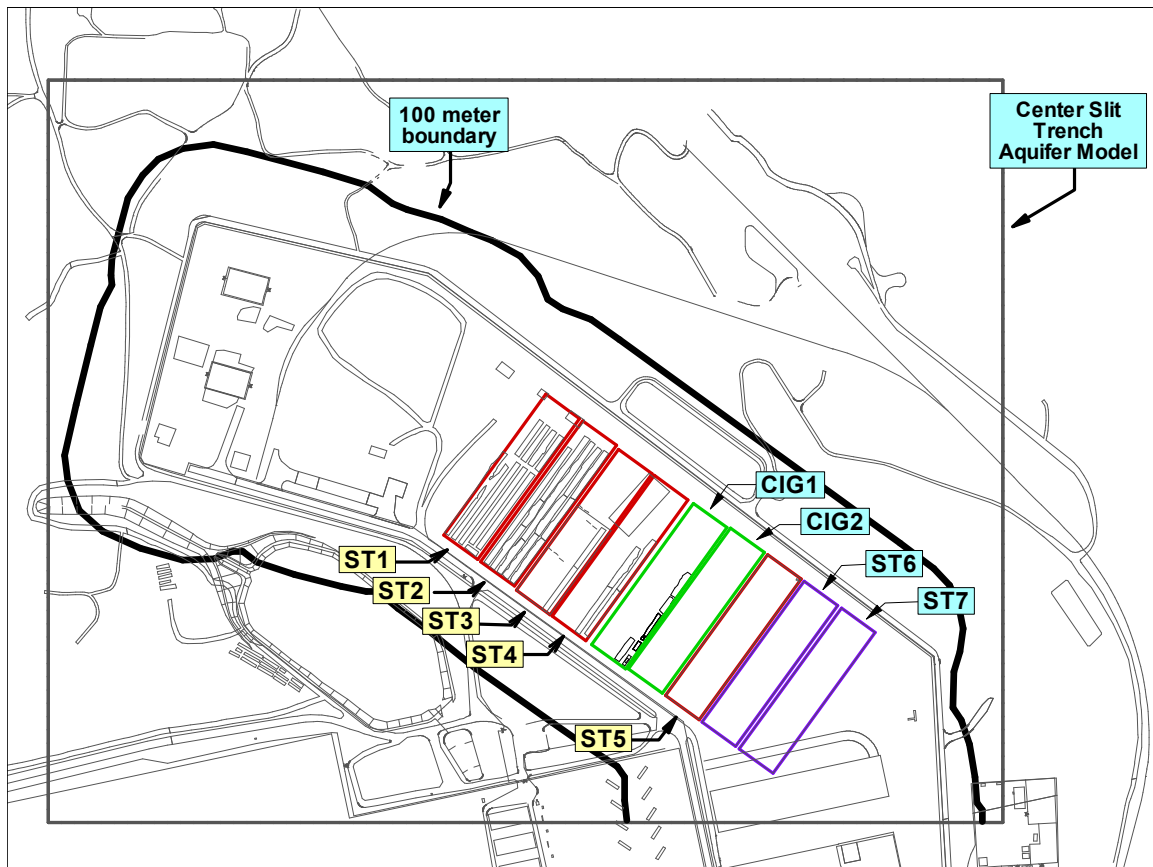 100 meter
boundary
Center Slit
Trench
Aquifer Model
CIG1
CIG2
ST6
ST7
ST1
ST2
ST3
ST4
ST5